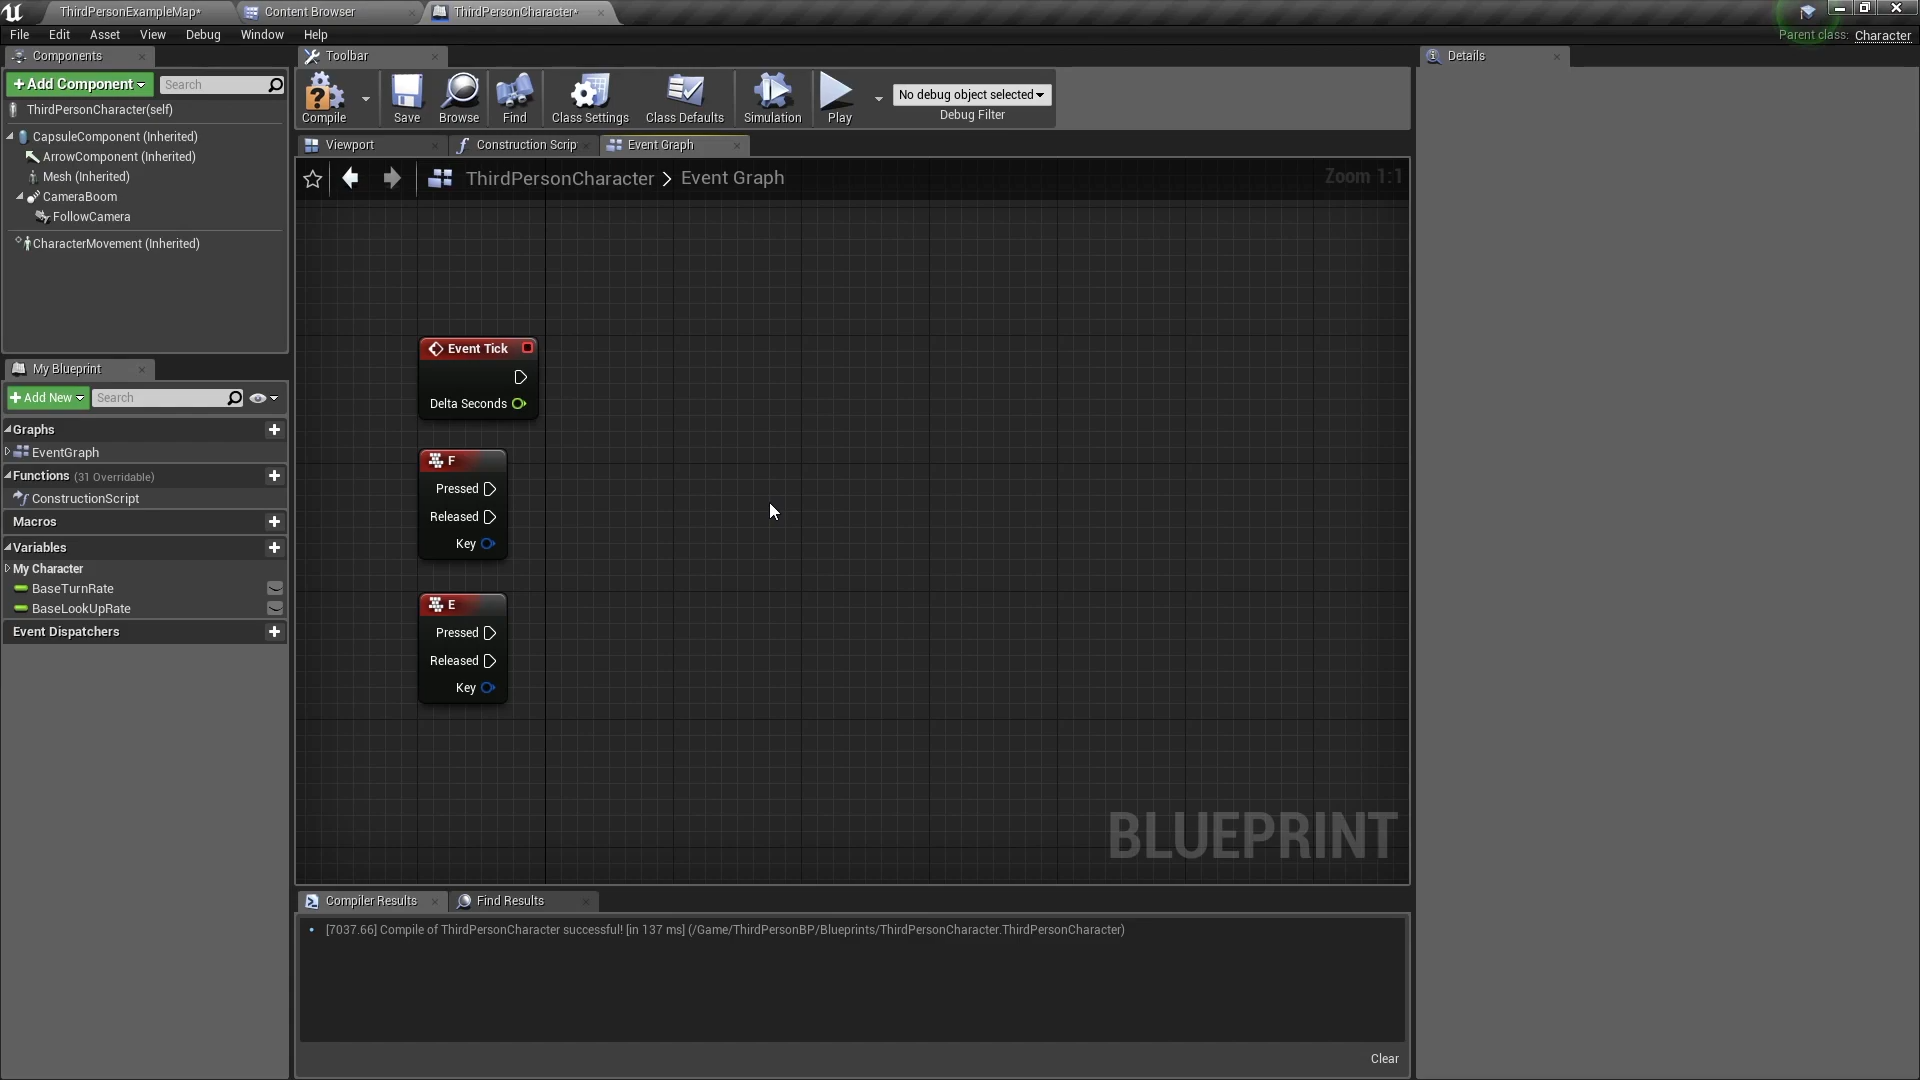 ThirdPersonExampleMap*
Content Browser
ThirdPersonCharacter*
File Edit Asset View Debug Window Help
Parent class: Character
Components
+Add Component
Search
ThirdPersonCharacter(self)
CapsuleComponent (Inherited)
ArrowComponent (Inherited)
Mesh (Inherited)
CameraBoom
FollowCamera
CharacterMovement (Inherited)
My Blueprint
+Add New
Search
Graphs
EventGraph
Functions (31 Overridable)
ConstructionScript
Macros
Variables
My Character
BaseTurnRate
BaseLookUpRate
Event Dispatchers
Toolbar
Compile
Save
Browse
Find
Class Settings
Class Defaults
Simulation
Play
No debug object selected
Debug Filter
Viewport
Construction Scrip
Event Graph
ThirdPersonCharacter > Event Graph
Zoom 1:1
Event Tick
Delta Seconds
F
Pressed
Released
Key
E
Pressed
Released
Key
BLUEPRINT
Compiler Results
Find Results
[7037.66] Compile of ThirdPersonCharacter successful! [in 137 ms] (/Game/ThirdPersonBP/Blueprints/ThirdPersonCharacter.ThirdPersonCharacter)
Clear
Details